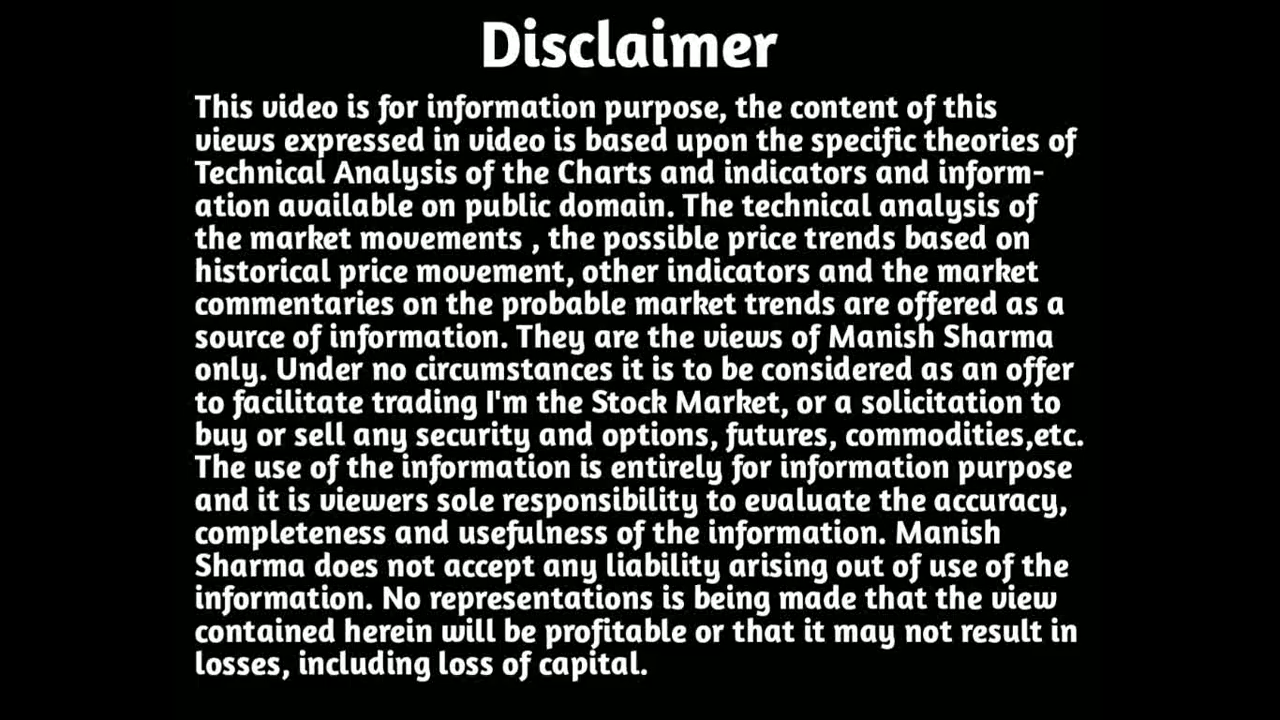 Disclaimer
This video is for information purpose, the content of this
views expressed in video is based upon the specific theories of
Technical Analysis of the Charts and indicators and inform-
ation available on public domain. The technical analysis of
the market movements , the possible price trends based on
historical price movement, other indicators and the market
commentaries on the probable market trends are offered as a
source of information. They are the views of Manish Sharma
only. Under no circumstances it is to be considered as an offer
to facilitate trading I'm the Stock Market, or a solicitation to
buy or sell any security and options, futures, commodities,etc.
The use of the information is entirely for information purpose
and it is viewers sole responsibility to evaluate the accuracy,
completeness and usefulness of the information. Manish
Sharma does not accept any liability arising out of use of the
information. No representations is being made that the view
contained herein will be profitable or that it may not result in
losses, including loss of capital.